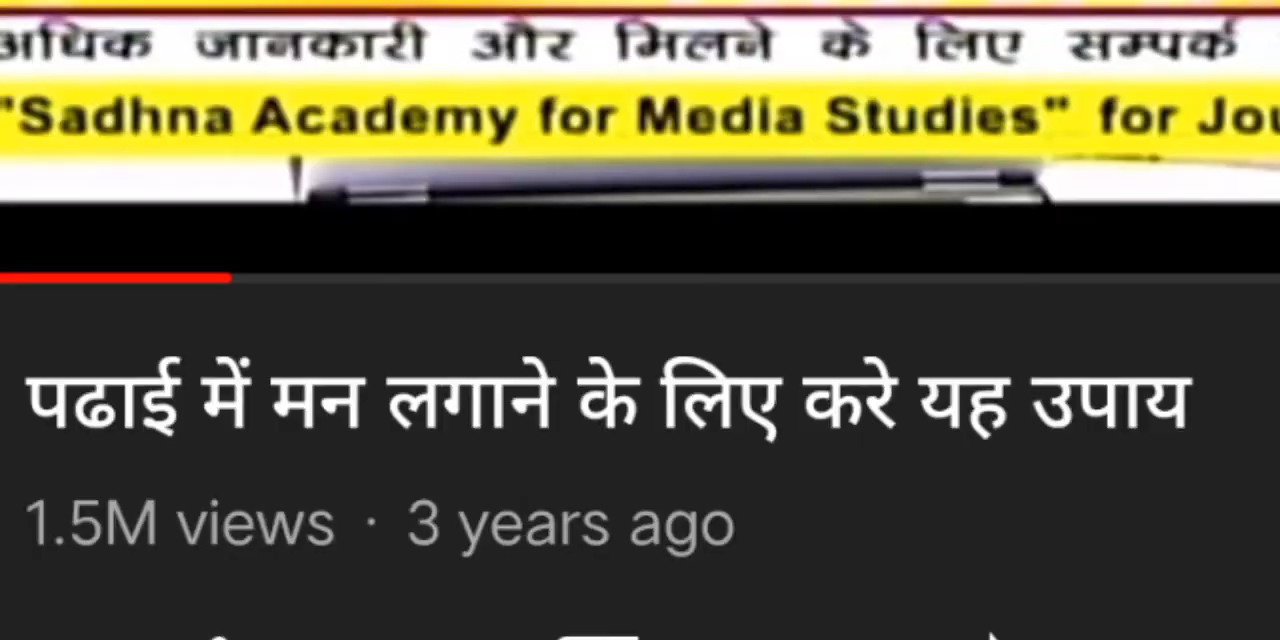 अधिक जानकारी और मिलने के लिए सम्पर्क
"Sadhna Academy for Media Studies" for
पढाई में मन लगाने के लिए करे यह उपाय
1.5M views · 3 years ago